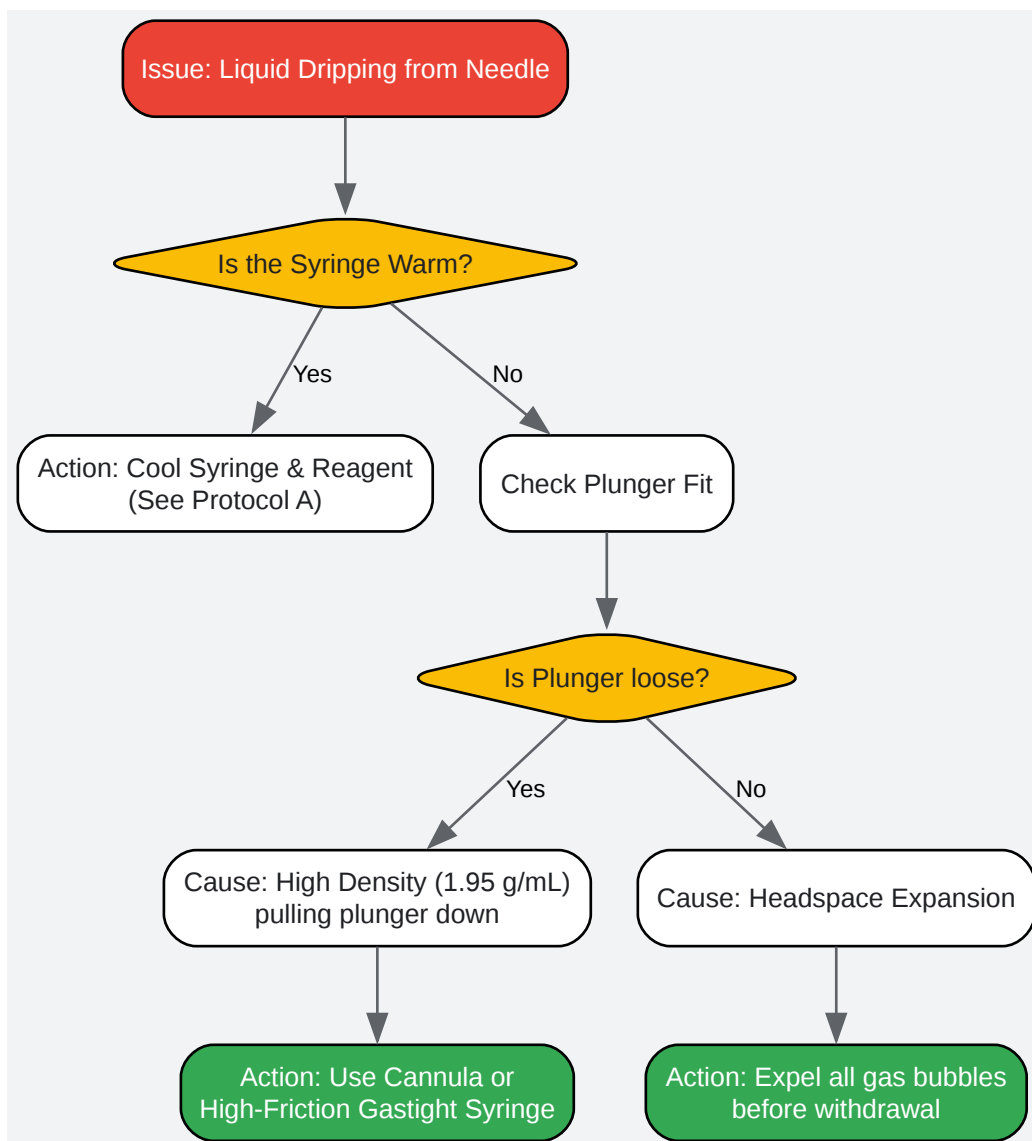 Issue: Liquid Dripping from Needle
Is the Syringe Warm?
Yes
No
Action: Cool Syringe & Reagent
(See Protocol A)
Check Plunger Fit
Is Plunger loose?
Yes
No
Cause: High Density (1.95 g/mL)
pulling plunger down
Cause: Headspace Expansion
Action: Use Cannula or
High-Friction Gastight Syringe
Action: Expel all gas bubbles
before withdrawal